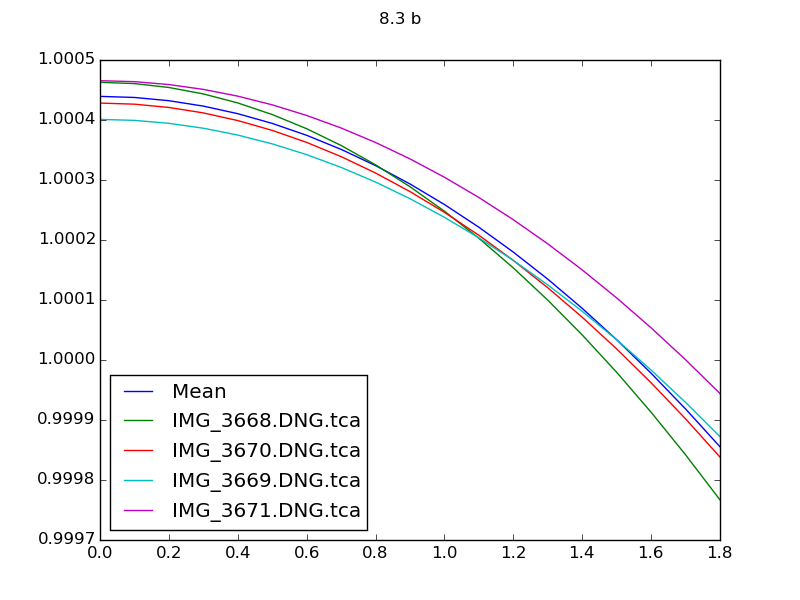 8.3 b
1.0005
1.0004
1.0003
1.0002
1.0001
1.0000
0.9999
0.9998
0.9997
Mean
IMG_3668.DNG.tca
IMG_3670.DNG.tca
IMG_3669.DNG.tca
IMG_3671.DNG.tca
0.0 0.2 0.4 0.6 0.8 1.0 1.2 1.4 1.6 1.8